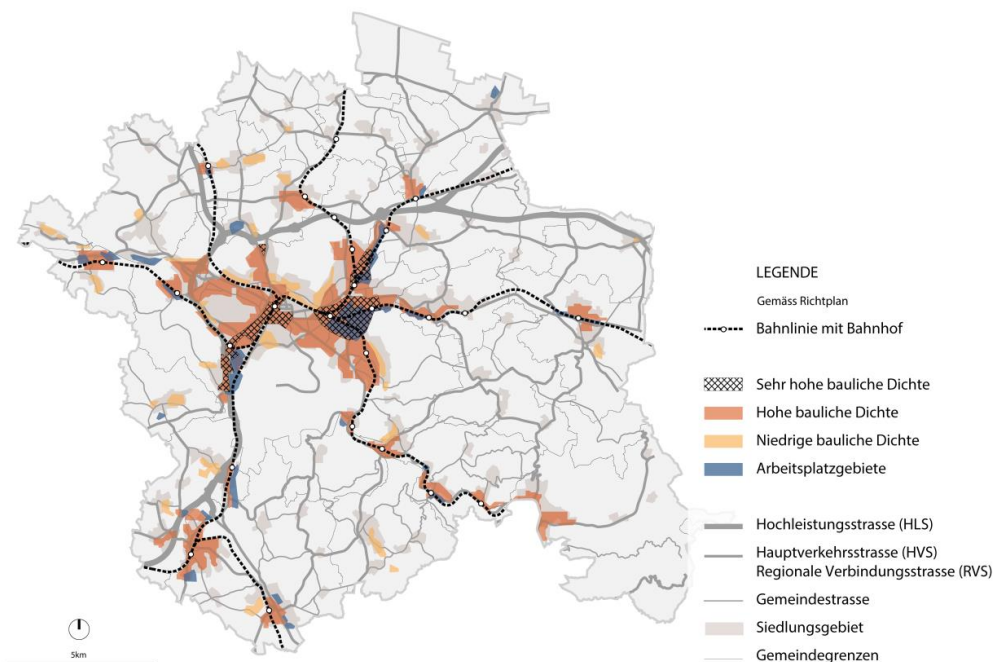 LEGENDE
Gemäss Richtplan
Bahnlinie mit Bahnhof
Sehr hohe bauliche Dichte
Hohe bauliche Dichte
Niedrige bauliche Dichte
Arbeitsplatzgebiete
Hochleistungsstrasse (HLS)
Hauptverkehrsstrasse (HVS)
Regionale Verbindungsstrasse (RVS)
Gemeindestrasse
Siedlungsgebiet
Gemeindegrenzen
5km